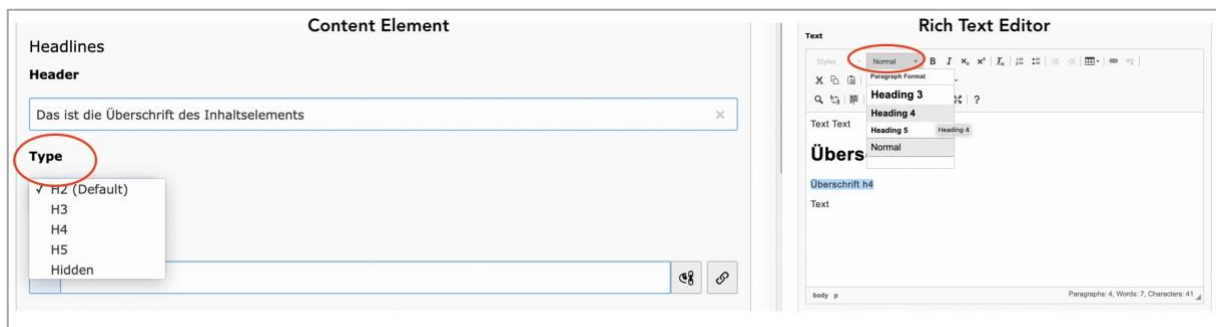 Content Element
Headlines
Header
Das ist die Überschrift des Inhaltselements
Type
✓ H2 (Default)
H3
H4
H5
Hidden
Rich Text Editor
Text
Styles
Normal
B I
Paragraph Format
Heading 3
Heading 4
Heading 5
Heading 4
Normal
?
Text Text
Übers
Überschrift h4
Text
body p
Paragraphs: 4, Words: 7, Characters: 41